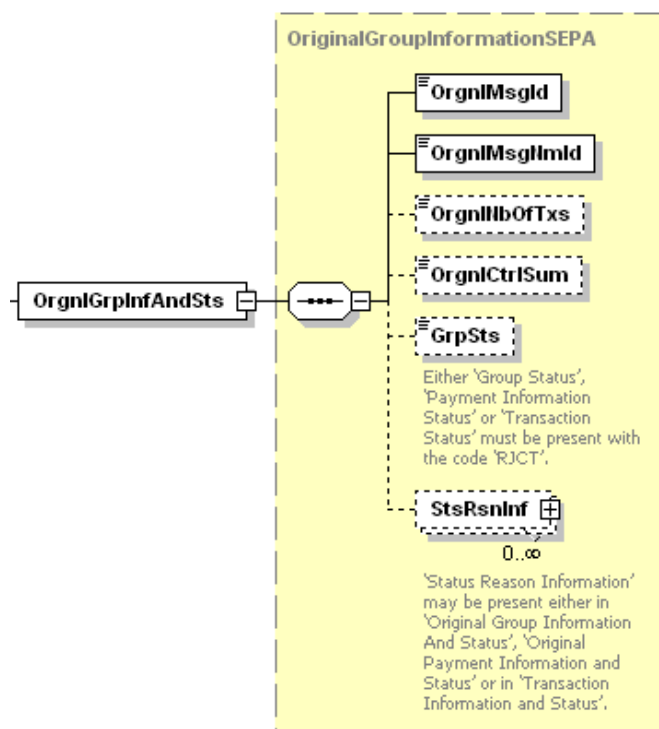 OriginalGroupInformationSEPA
OrgnlMsgId
OrgnlMsgNmId
OrgnlNbOfTxs
OrgnlCtrlSum
OrgnlGrpInfAndSts
GrpSts
Either 'Group Status',
'Payment Information
Status' or 'Transaction
Status' must be present with
the code 'RJCT'.
StsRsnInf
0..∞
'Status Reason Information'
may be present either in
'Original Group Information
And Status', 'Original
Payment Information and
Status' or in 'Transaction
Information and Status'.